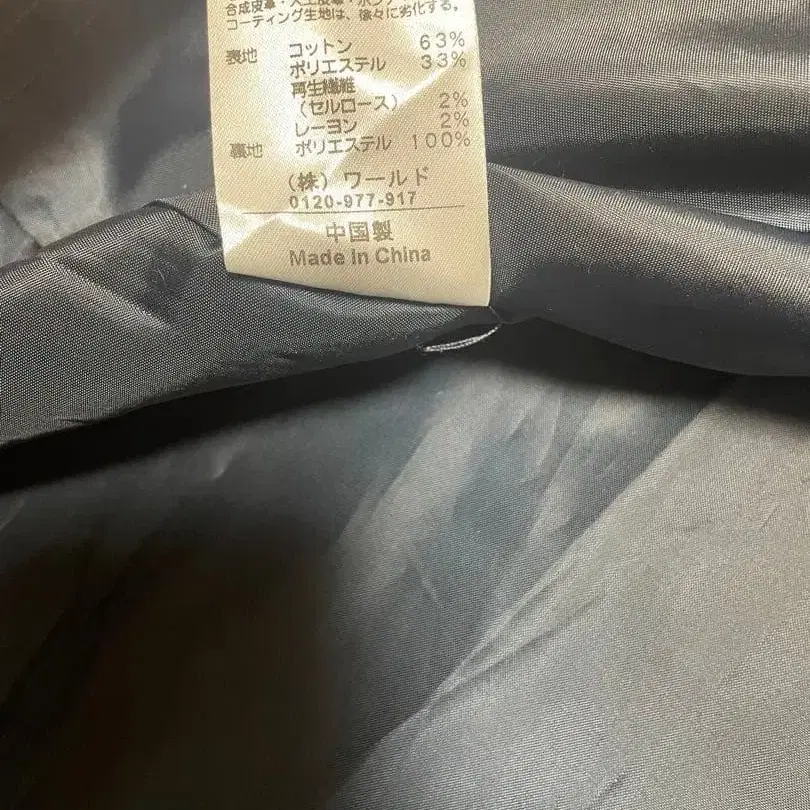 合成皮革・人工皮革・ボンデ
コーティング生地は、徐々に劣化する。
表地 コットン 63%
ポリエステル 33%
再生繊維
(セルロース) 2%
レーヨン 2%
裏地 ポリエステル 100%
(株) ワールド
0120-977-917
中国製
Made in China